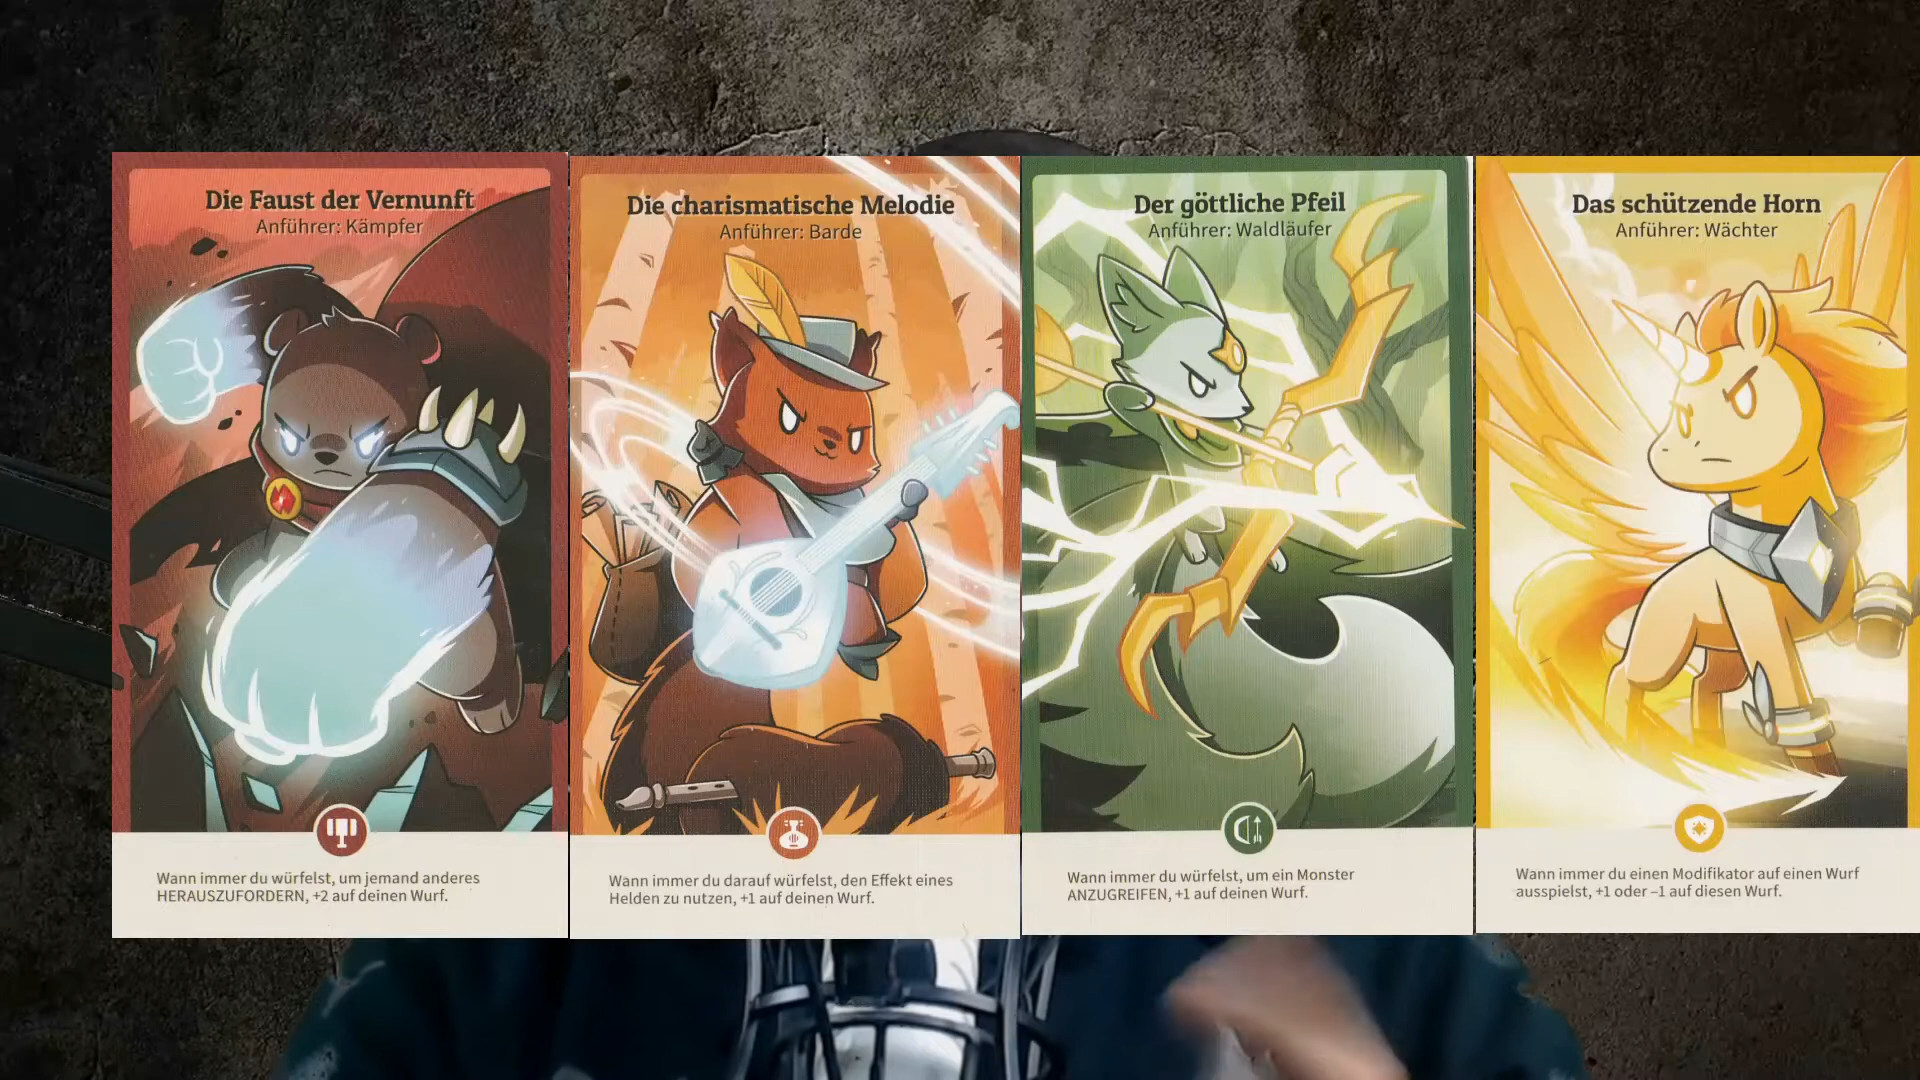 Die Faust der Vernunft
Anführer: Kämpfer
Wann immer du würfelst, um jemand anderes
HERAUSZUFORDERN, +2 auf deinen Wurf.
Die charismatische Melodie
Anführer: Barde
Wann immer du darauf würfelst, den Effekt eines
Helden zu nutzen, +1 auf deinen Wurf.
Der göttliche Pfeil
Anführer: Waldläufer
Wann immer du würfelst, um ein Monster
ANZUGREIFEN, +1 auf deinen Wurf.
Das schützende Horn
Anführer: Wächter
Wann immer du einen Modifikator auf einen Wurf
ausspielst, +1 oder –1 auf diesen Wurf.